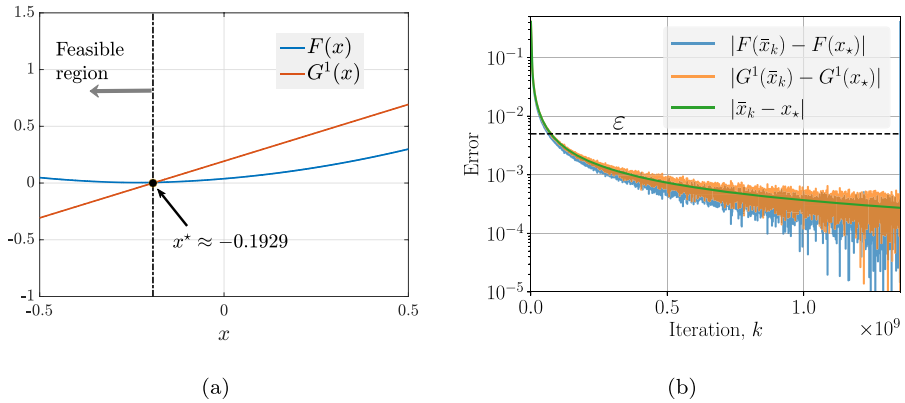 1.5
1
0.5
0
-0.5
-1
-0.5
0
0.5
x
Feasible
region
F(x)
G¹(x)
x⋆ ≈ −0.1929
(a)
10⁻¹
10⁻²
10⁻³
10⁻⁴
10⁻⁵
Error
0.0
0.5
1.0
×10⁹
Iteration, k
|F(x̄ₖ) − F(x⋆)|
|G¹(x̄ₖ) − G¹(x⋆)|
|x̄ₖ − x⋆|
ε
(b)